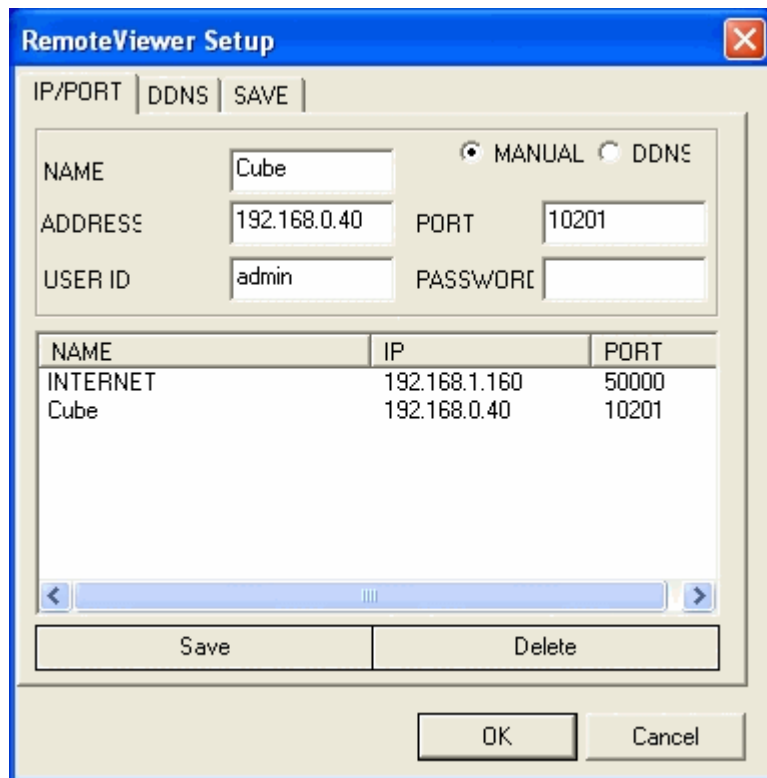 RemoteViewer Setup
IP/PORT DDNS SAVE
NAME Cube MANUAL DDNS
ADDRESS 192.168.0.40 PORT 10201
USER ID admin PASSWORD
NAME IP PORT
INTERNET 192.168.1.160 50000
Cube 192.168.0.40 10201
Save Delete
OK Cancel